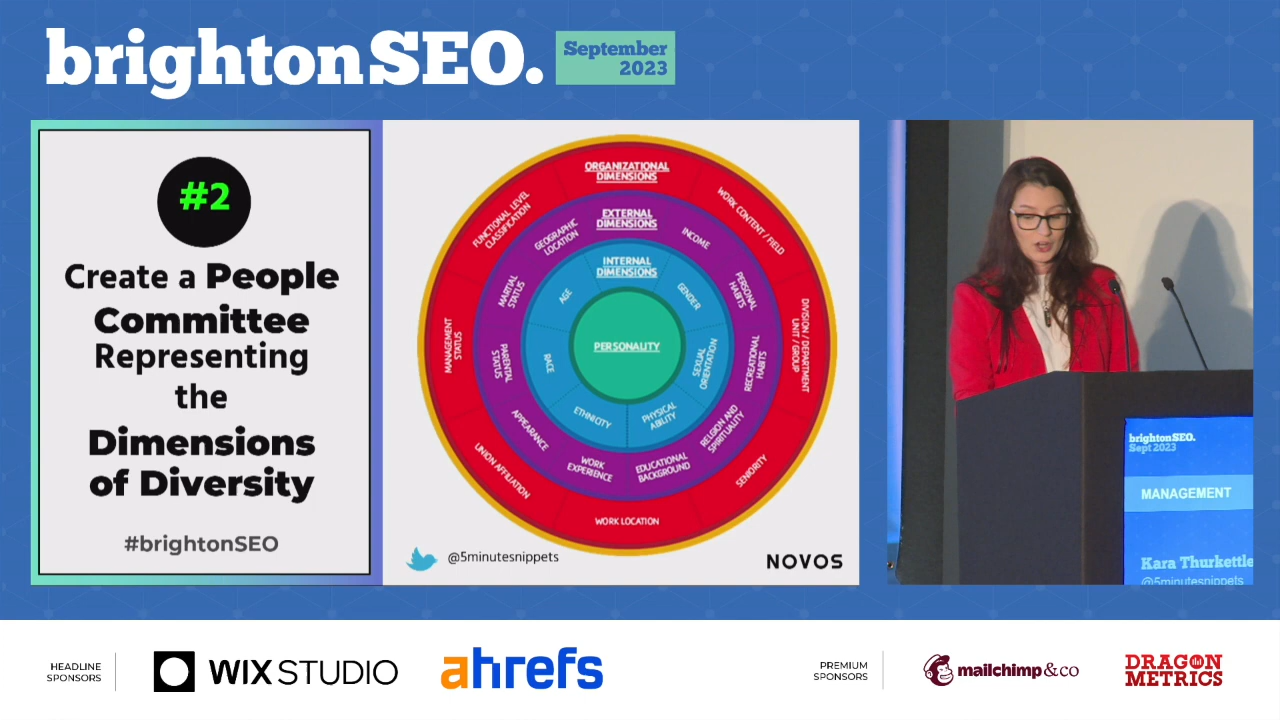 brightonSEO.
September
2023
#2
Create a People
Committee
Representing
the
Dimensions
of Diversity
#brightonSEO
ORGANIZATIONAL
DIMENSIONS
WORK CONTENT / FIELD
DIVISION / DEPARTMENT
UNIT / GROUP
SENIORITY
WORK LOCATION
UNION AFFILIATION
MANAGEMENT
STATUS
FUNCTIONAL LEVEL
CLASSIFICATION
EXTERNAL
DIMENSIONS
INCOME
PERSONAL
HABITS
RECREATIONAL
HABITS
RELIGION AND
SPIRITUALITY
EDUCATIONAL
BACKGROUND
WORK
EXPERIENCE
APPEARANCE
PARENTAL
STATUS
MARTIAL
STATUS
GEOGRAPHIC
LOCATION
INTERNAL
DIMENSIONS
GENDER
SEXUAL
ORIENTATION
PHYSICAL
ABILITY
ETHNICITY
RACE
AGE
PERSONALITY
@5minutesnippets
NOVOS
brightonSEO.
Sept 2023
MANAGEMENT
Kara Thurkettle
@5minutesnippets
HEADLINE
SPONSORS
WIX STUDIO
ahrefs
PREMIUM
SPONSORS
mailchimp&co
DRAGON
METRICS